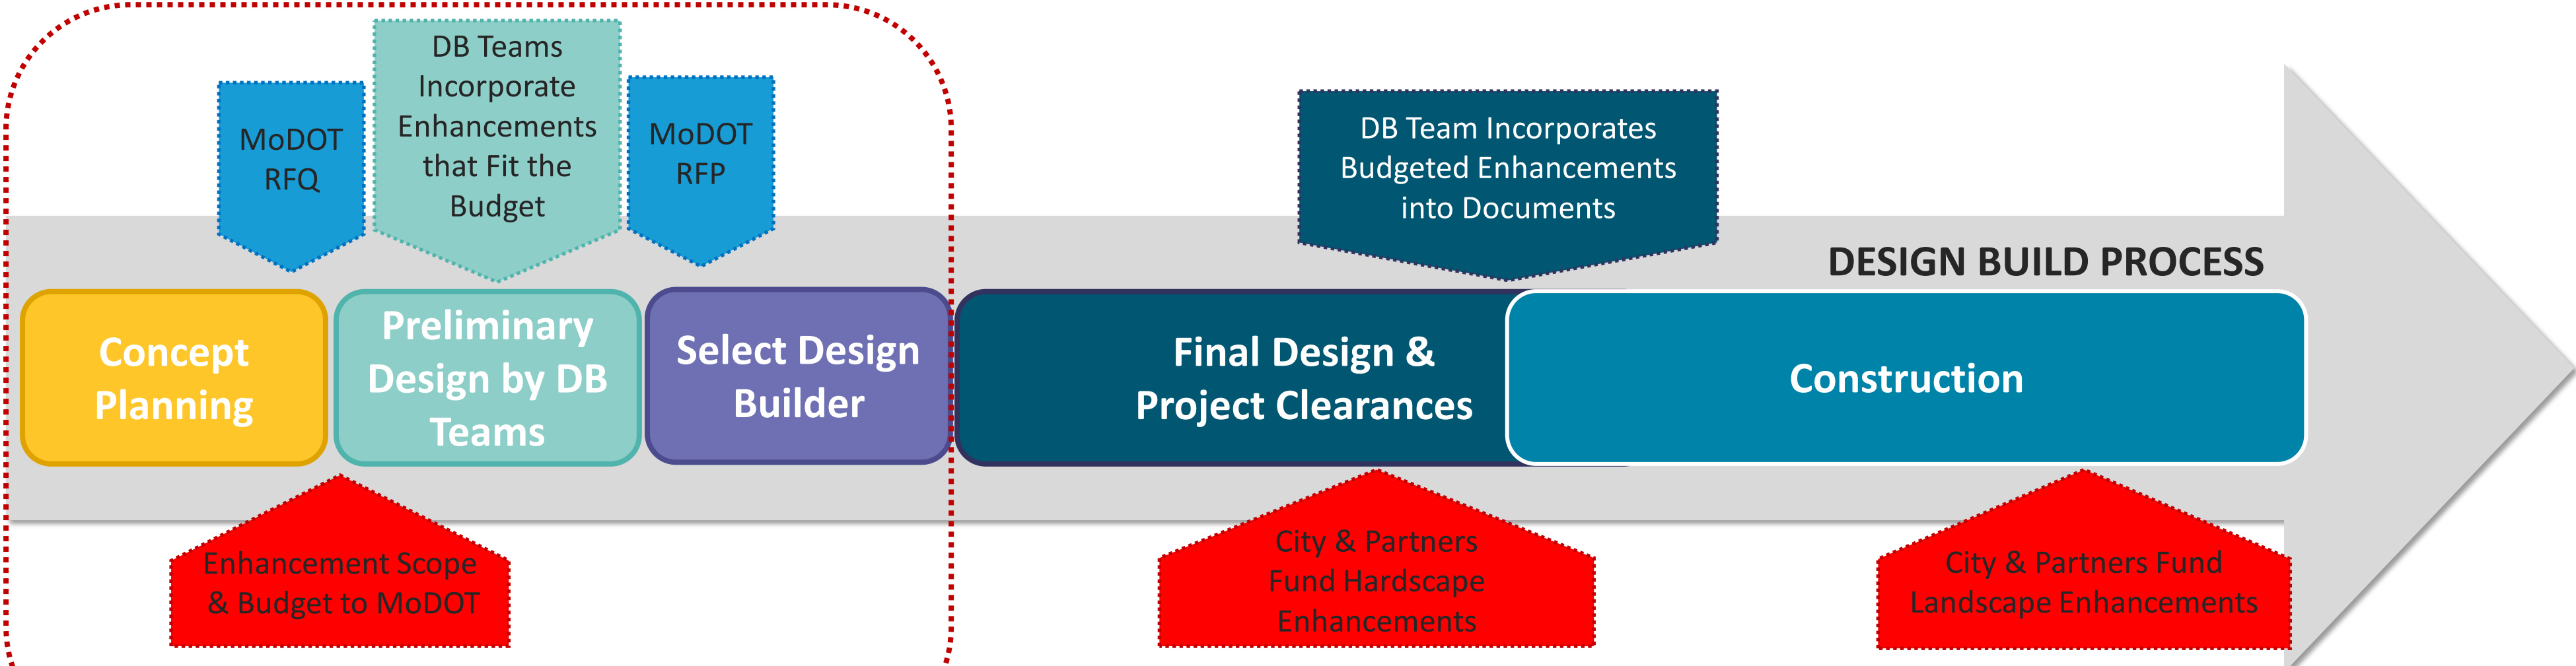 MoDOT
RFQ
DB Teams
Incorporate
Enhancements
that Fit the
Budget
MoDOT
RFP
DB Team Incorporates
Budgeted Enhancements
into Documents
DESIGN BUILD PROCESS
Concept
Planning
Preliminary
Design by DB
Teams
Select Design
Builder
Final Design &
Project Clearances
Construction
Enhancement Scope
& Budget to MoDOT
City & Partners
Fund Hardscape
Enhancements
City & Partners Fund
Landscape Enhancements